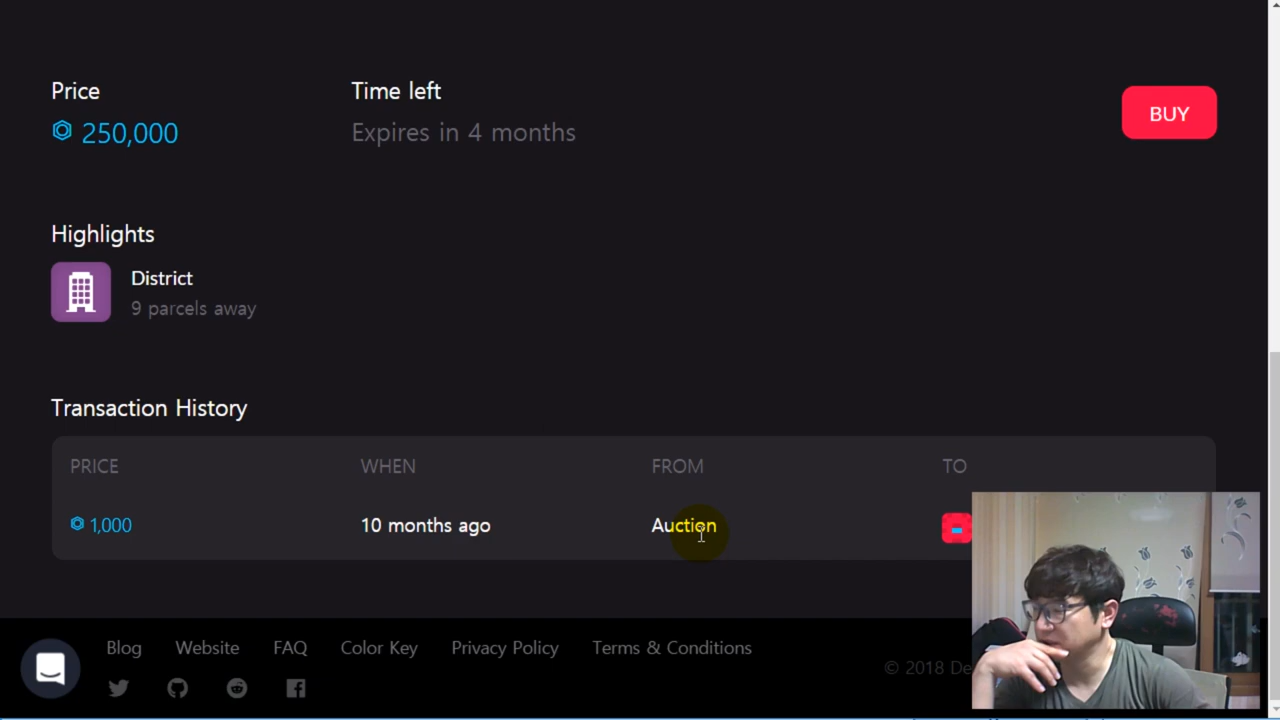 Price
Time left
250,000
Expires in 4 months
BUY
Highlights
District
9 parcels away
Transaction History
PRICE
WHEN
FROM
TO
1,000
10 months ago
Auction
Blog
Website
FAQ
Color Key
Privacy Policy
Terms & Conditions
© 2018